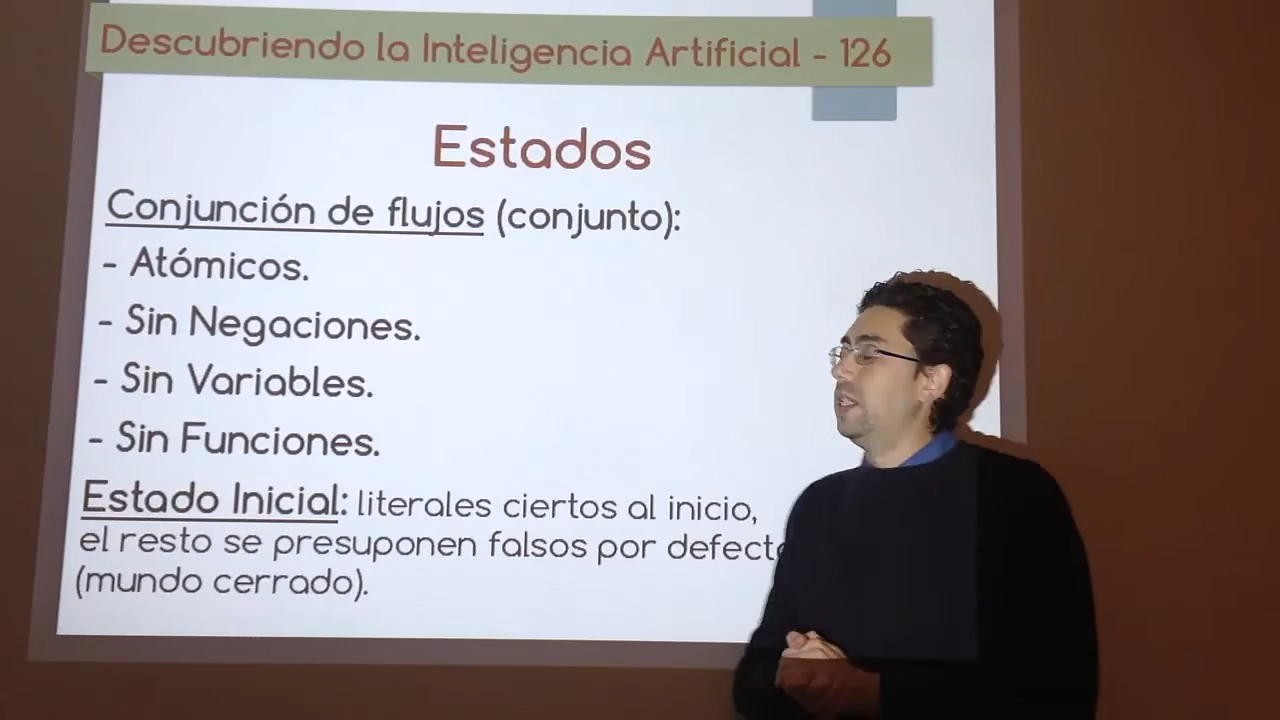 Descubriendo la Inteligencia Artificial - 126
Estados
Conjunción de flujos (conjunto):
- Atómicos.
- Sin Negaciones.
- Sin Variables.
- Sin Funciones.
Estado Inicial: literales ciertos al inicio,
el resto se presuponen falsos por defecto
(mundo cerrado).